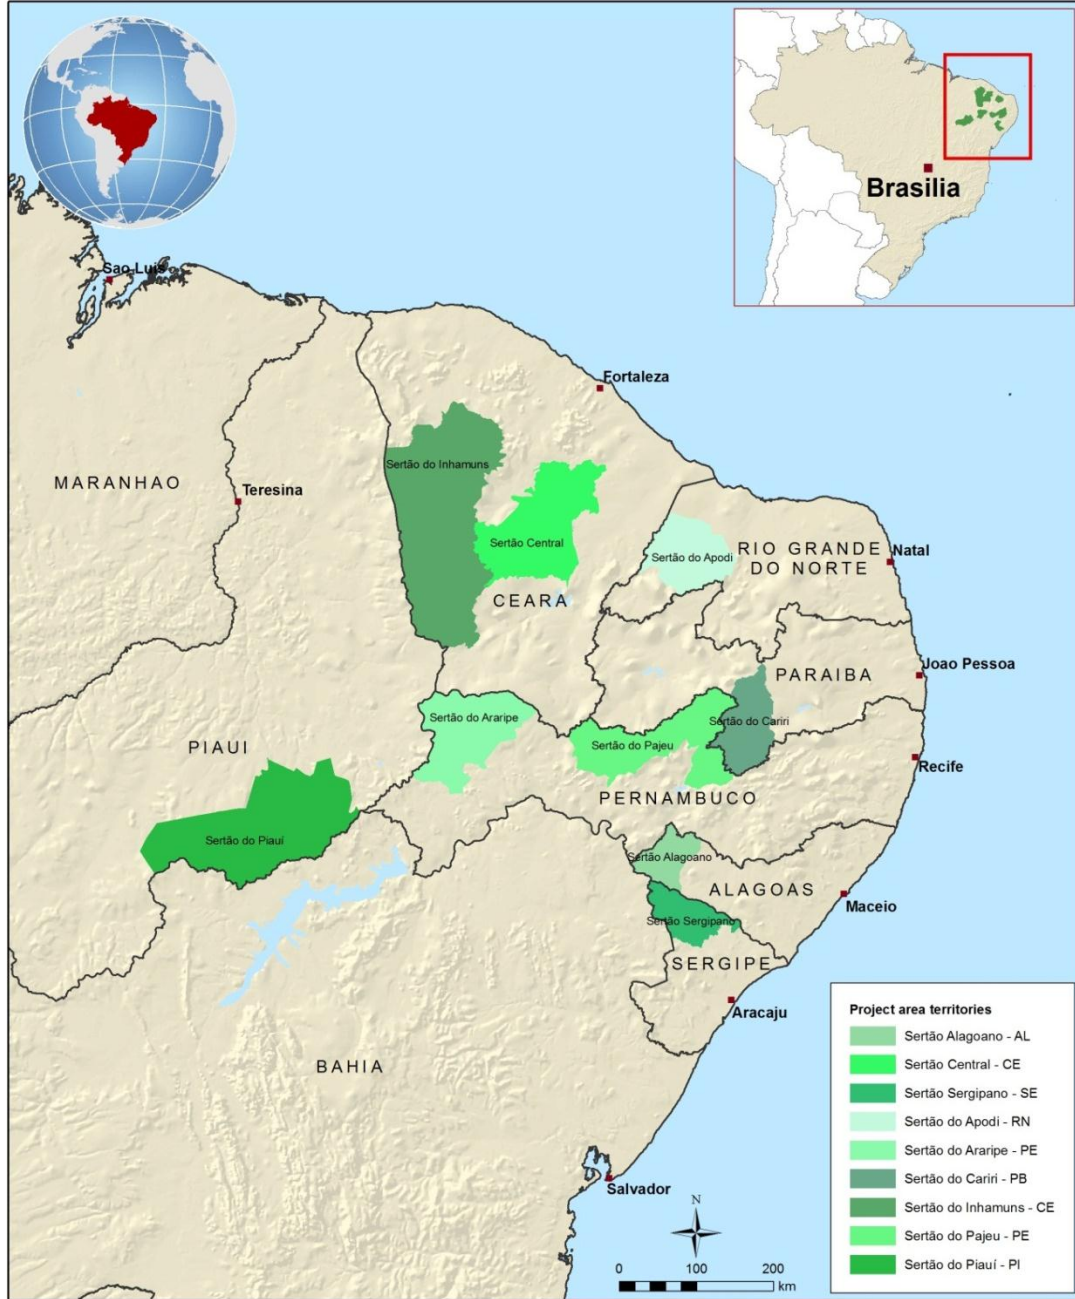 Brasilia
Sao Luis
Fortaleza
MARANHAO
Sertão do Inhamuns
Teresina
Sertão Central
Sertão do Apodi
RIO GRANDE
DO NORTE
Natal
CEARA
PARAIBA
Joao Pessoa
Sertão do Araripe
Sertão do Cariri
PIAUI
Sertão do Pajeu
Recife
PERNAMBUCO
Sertão do Piauí
Sertão Alagoano
ALAGOAS
Maceio
Sertão Sergipano
SERGIPE
Aracaju
BAHIA
Salvador
N
0 100 200
km
Project area territories
Sertão Alagoano - AL
Sertão Central - CE
Sertão Sergipano - SE
Sertão do Apodi - RN
Sertão do Araripe - PE
Sertão do Cariri - PB
Sertão do Inhamuns - CE
Sertão do Pajeu - PE
Sertão do Piauí - PI